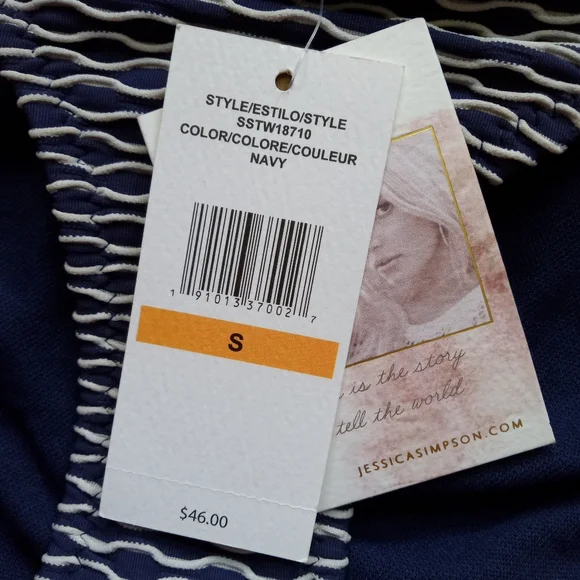 STYLE/ESTILO/STYLE
SSTW18710
COLOR/COLORE/COULEUR
NAVY
1 91013 37002 7
S
$46.00
is the story
tell the world
JESSICASIMPSON.COM